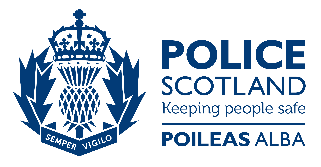 SEMPER VIGILO
POLICE
SCOTLAND
Keeping people safe
POILEAS ALBA